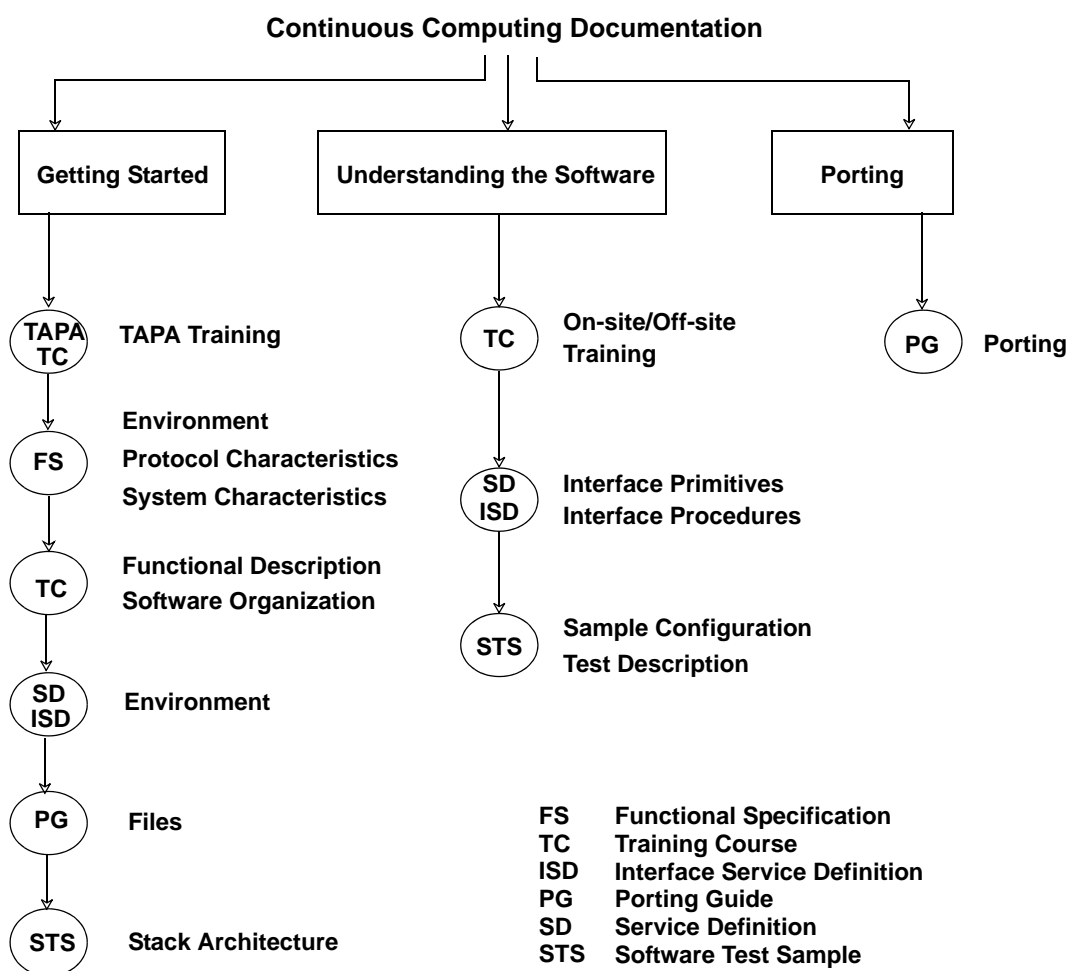 Continuous Computing Documentation
Getting Started
Understanding the Software
Porting
TAPA
TC
TAPA Training
FS
Environment
Protocol Characteristics
System Characteristics
TC
Functional Description
Software Organization
SD
ISD
Environment
PG
Files
STS
Stack Architecture
TC
On-site/Off-site
Training
SD
ISD
Interface Primitives
Interface Procedures
STS
Sample Configuration
Test Description
PG
Porting
FS Functional Specification
TC Training Course
ISD Interface Service Definition
PG Porting Guide
SD Service Definition
STS Software Test Sample